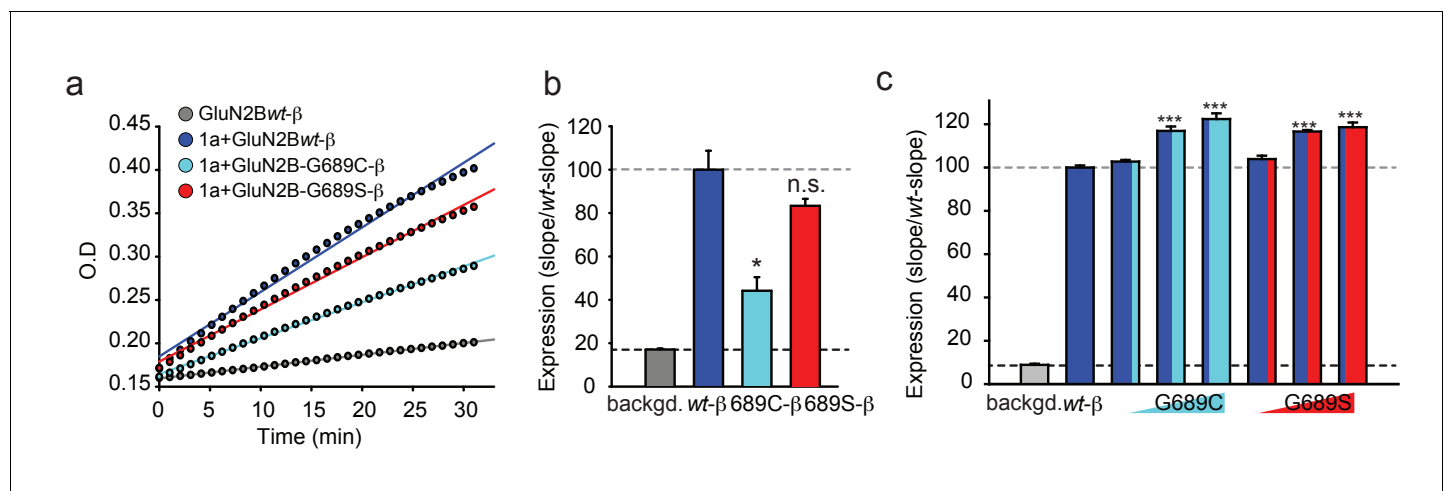 a
GluN2Bwt-β
1a+GluN2Bwt-β
1a+GluN2B-G689C-β
1a+GluN2B-G689S-β
0.45
0.40
0.35
0.30
0.25
0.20
0.15
O.D
0 5 10 15 20 25 30
Time (min)
b
Expression (slope/wt-slope)
120
100
80
60
40
20
0
*
n.s.
backgd. wt-β 689C-β 689S-β
c
Expression (slope/wt-slope)
120
100
80
60
40
20
0
*** *** *** ***
backgd. wt-β G689C G689S